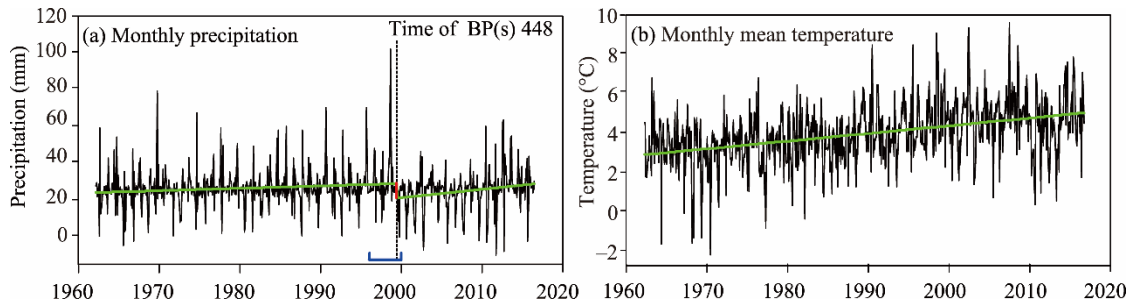 (a) Monthly precipitation
Time of BP(s) 448
Precipitation (mm)
120
100
80
60
40
20
0
1960 1970 1980 1990 2000 2010 2020
(b) Monthly mean temperature
Temperature (°C)
10
8
6
4
2
0
−2
1960 1970 1980 1990 2000 2010 2020